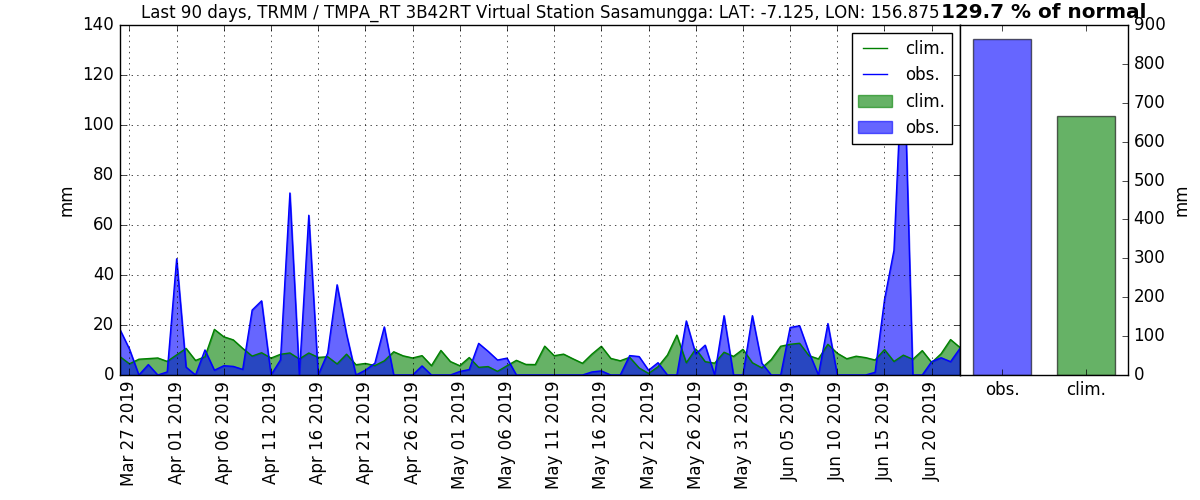 Last 90 days, TRMM / TMPA_RT 3B42RT Virtual Station Sasamungga: LAT: -7.125, LON: 156.875 129.7 % of normal
140
120
100
80
60
40
20
0
mm
clim.
obs.
clim.
obs.
900
800
700
600
500
400
300
200
100
0
mm
Mar 27 2019
Apr 01 2019
Apr 06 2019
Apr 11 2019
Apr 16 2019
Apr 21 2019
Apr 26 2019
May 01 2019
May 06 2019
May 11 2019
May 16 2019
May 21 2019
May 26 2019
May 31 2019
Jun 05 2019
Jun 10 2019
Jun 15 2019
Jun 20 2019
obs.
clim.